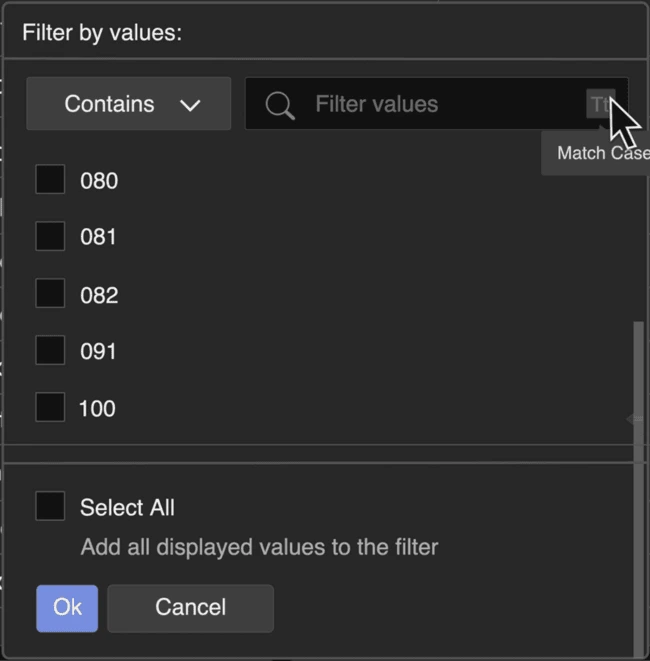 Filter by values:
Contains
Filter values
Tt
Match Case
080
081
082
091
100
Select All
Add all displayed values to the filter
Ok
Cancel